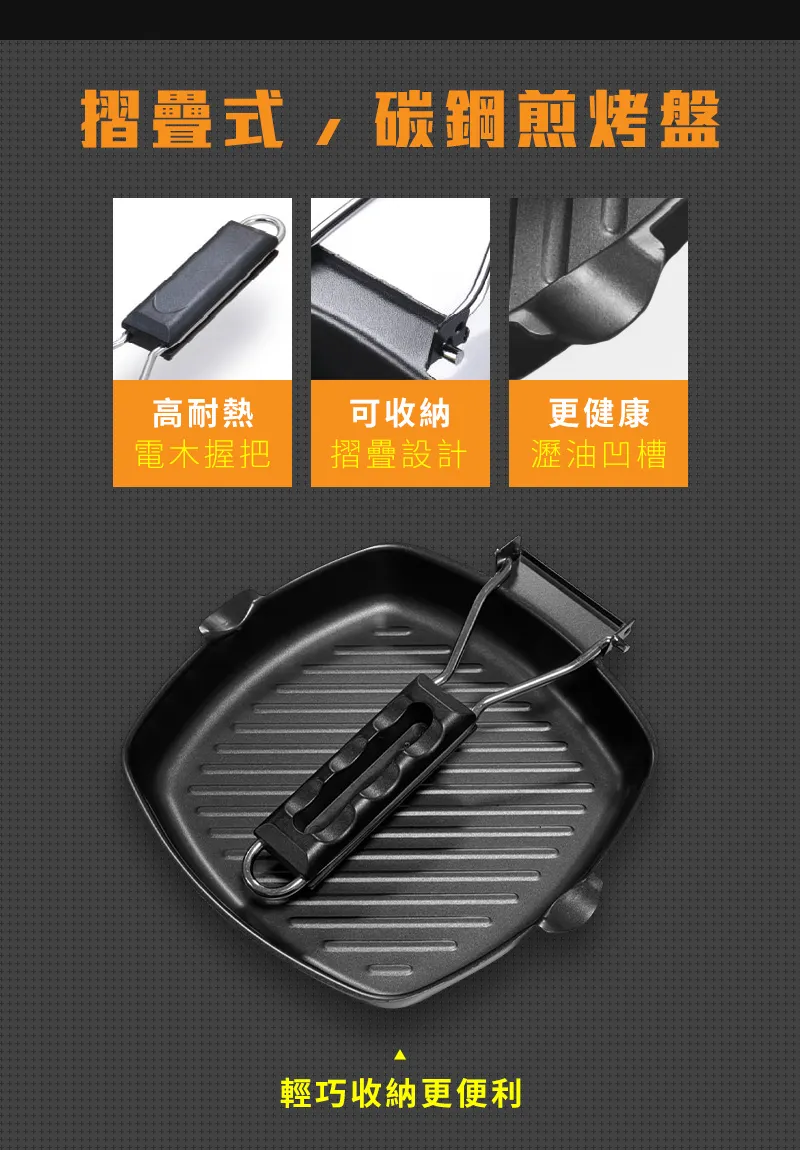 摺疊式／碳鋼煎烤盤
高耐熱
電木握把
可收納
摺疊設計
更健康
瀝油凹槽
輕巧收納更便利